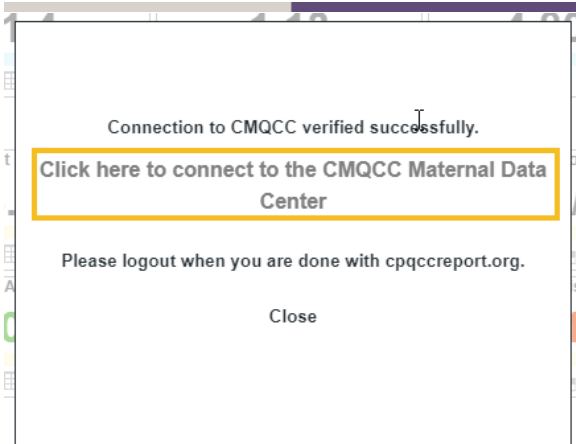 Connection to CMQCC verified successfully.
Click here to connect to the CMQCC Maternal Data
Center
Please logout when you are done with cpqccreport.org.
Close